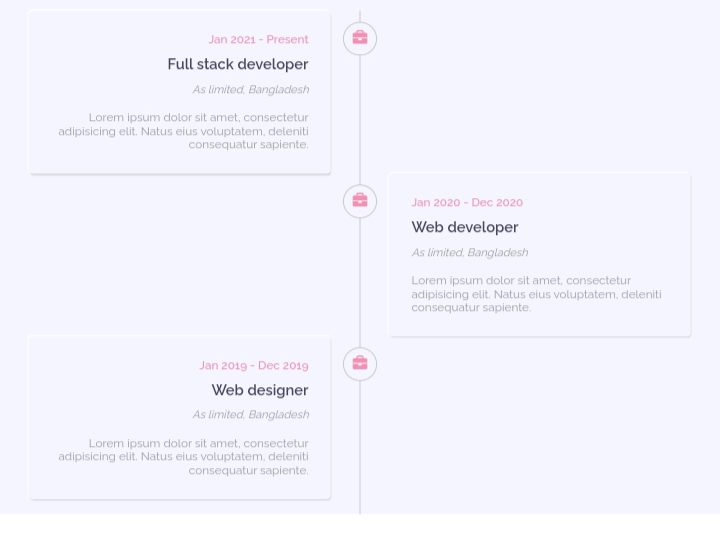 Jan 2021 - Present
Full stack developer
As limited, Bangladesh
Lorem ipsum dolor sit amet, consectetur
adipisicing elit. Natus eius voluptatem, deleniti
consequatur sapiente.
Jan 2020 - Dec 2020
Web developer
As limited, Bangladesh
Lorem ipsum dolor sit amet, consectetur
adipisicing elit. Natus eius voluptatem, deleniti
consequatur sapiente.
Jan 2019 - Dec 2019
Web designer
As limited, Bangladesh
Lorem ipsum dolor sit amet, consectetur
adipisicing elit. Natus eius voluptatem, deleniti
consequatur sapiente.